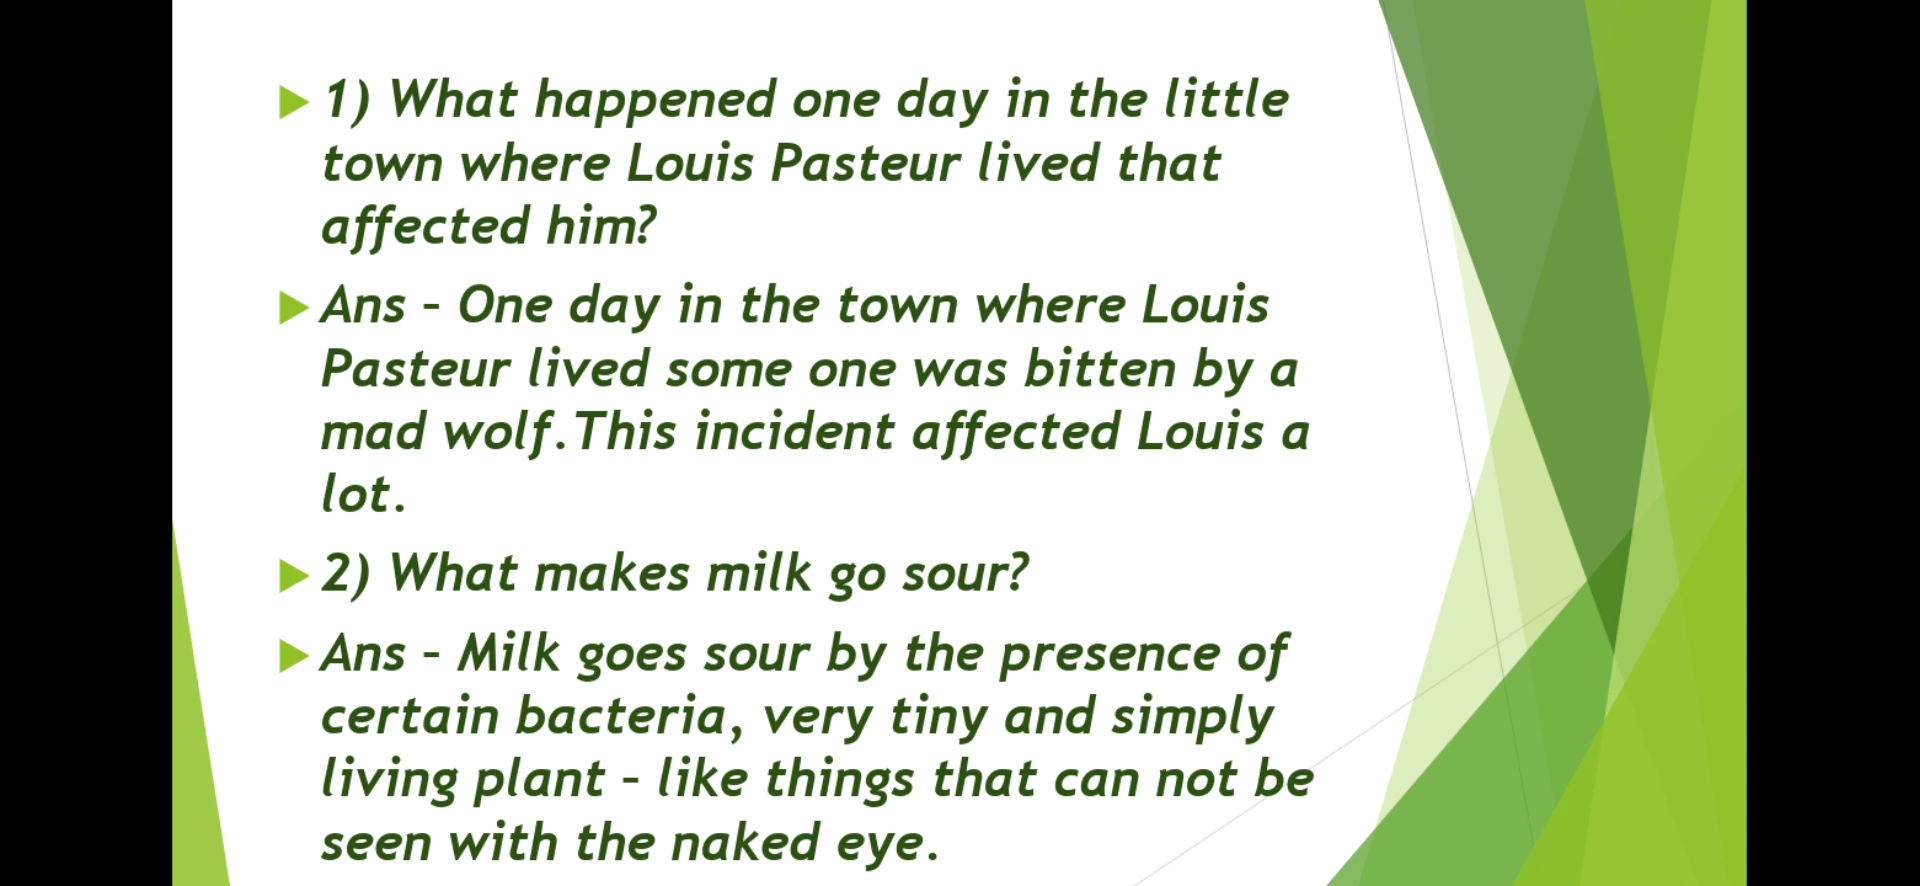 1) What happened one day in the little
town where Louis Pasteur lived that
affected him?
Ans – One day in the town where Louis
Pasteur lived some one was bitten by a
mad wolf.This incident affected Louis a
lot.
2) What makes milk go sour?
Ans – Milk goes sour by the presence of
certain bacteria, very tiny and simply
living plant – like things that can not be
seen with the naked eye.